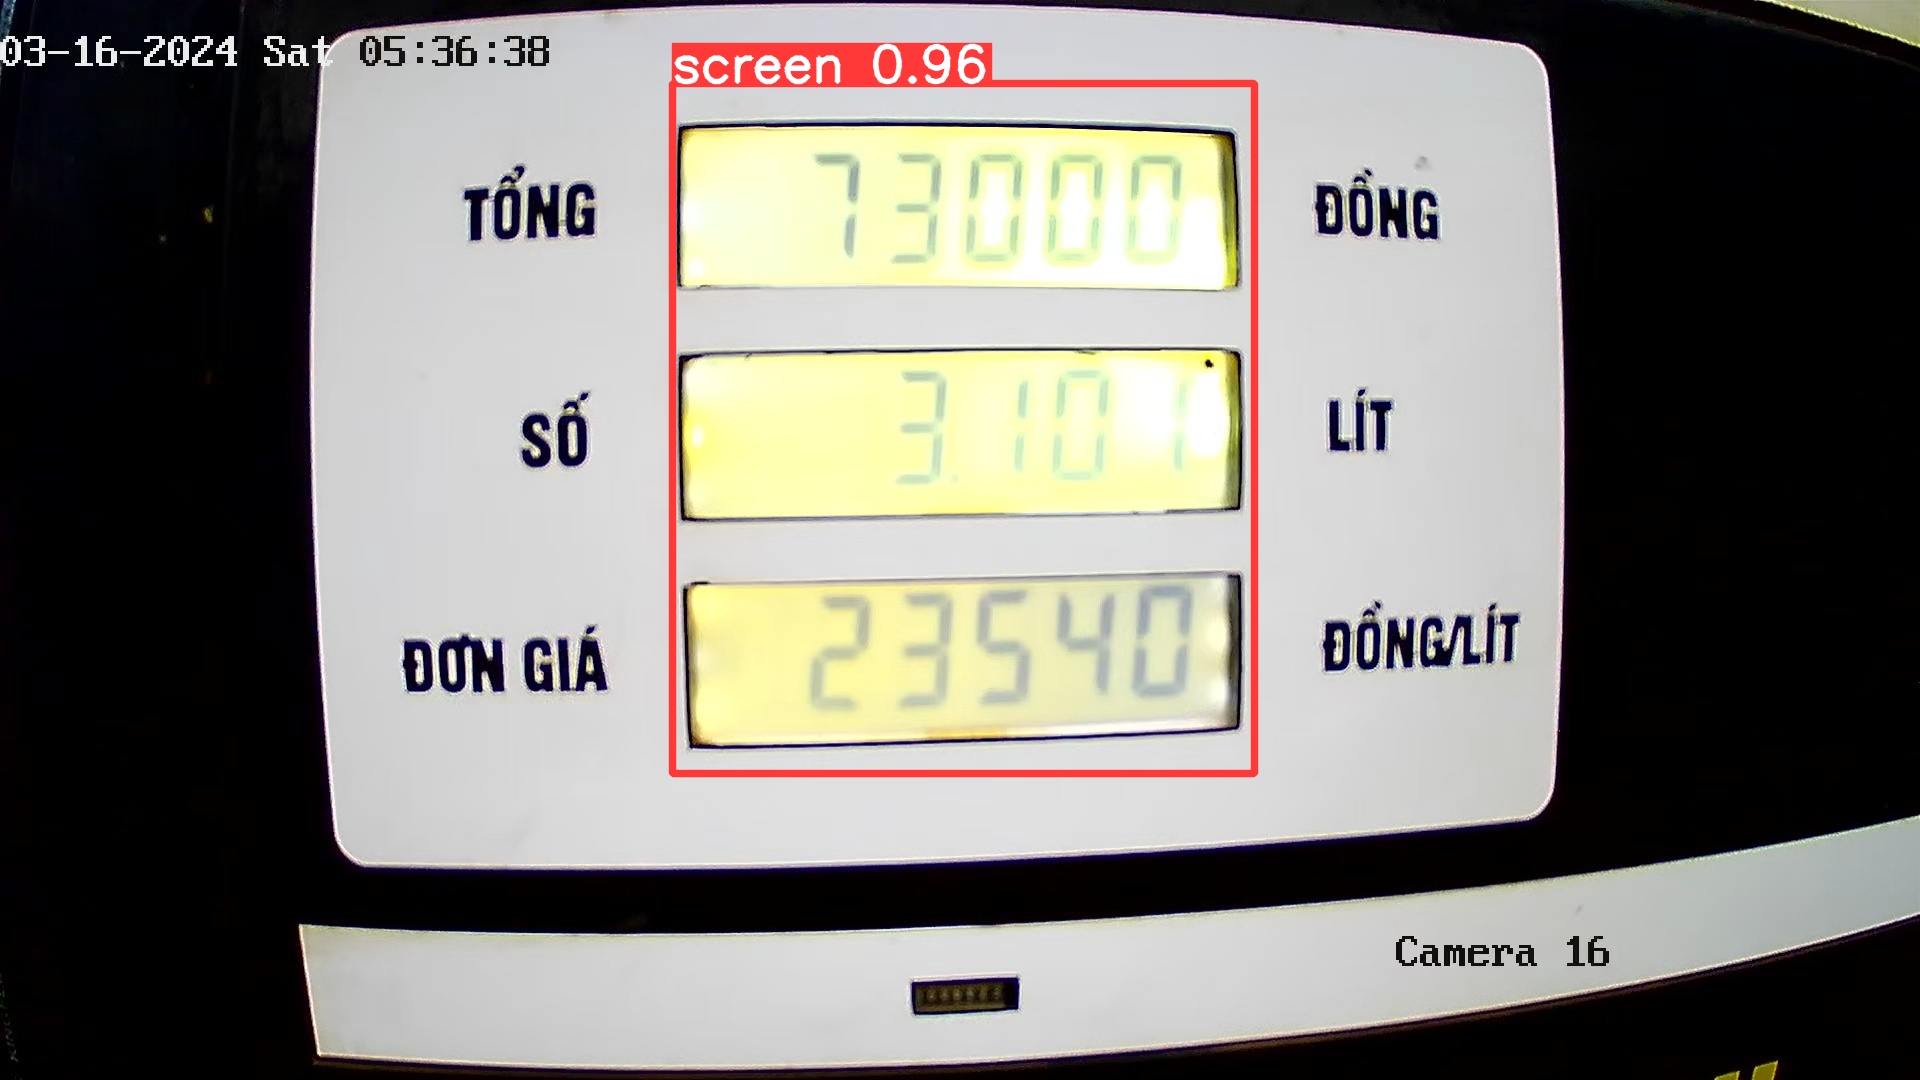 03-16-2024 Sat 05:36:38
screen 0.96
TỔNG 73000 ĐỒNG
SỐ 3.101 LÍT
ĐƠN GIÁ 23540 ĐỒNG/LÍT
Camera 16